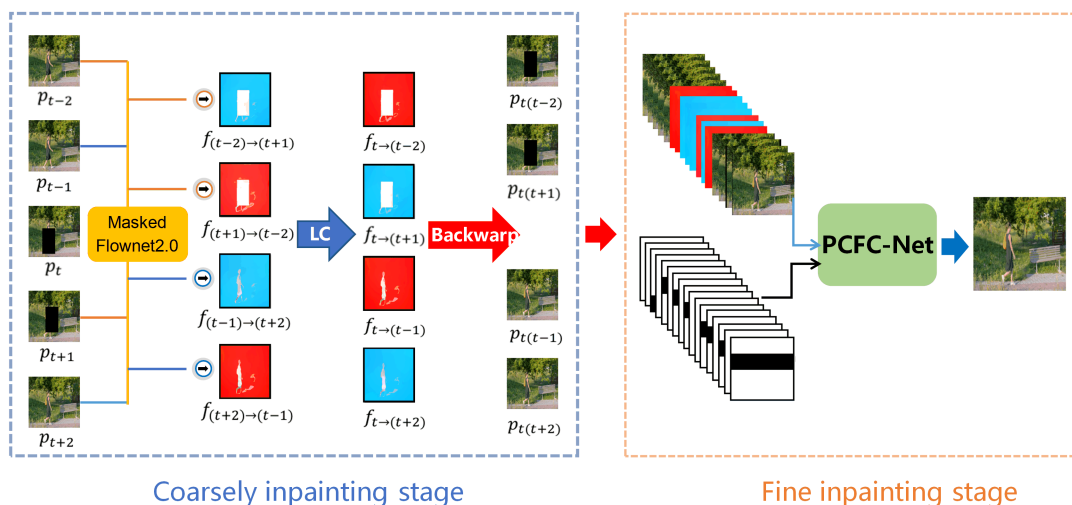 p_{t−2}
p_{t−1}
p_t
p_{t+1}
p_{t+2}
Masked
Flownet2.0
f_{(t−2)→(t+1)}
f_{(t+1)→(t−2)}
f_{(t−1)→(t+2)}
f_{(t+2)→(t−1)}
LC
f_{t→(t−2)}
f_{t→(t+1)}
f_{t→(t−1)}
f_{t→(t+2)}
Backwarp
p_{t(t−2)}
p_{t(t+1)}
p_{t(t−1)}
p_{t(t+2)}
PCFC-Net
Coarsely inpainting stage
Fine inpainting stage